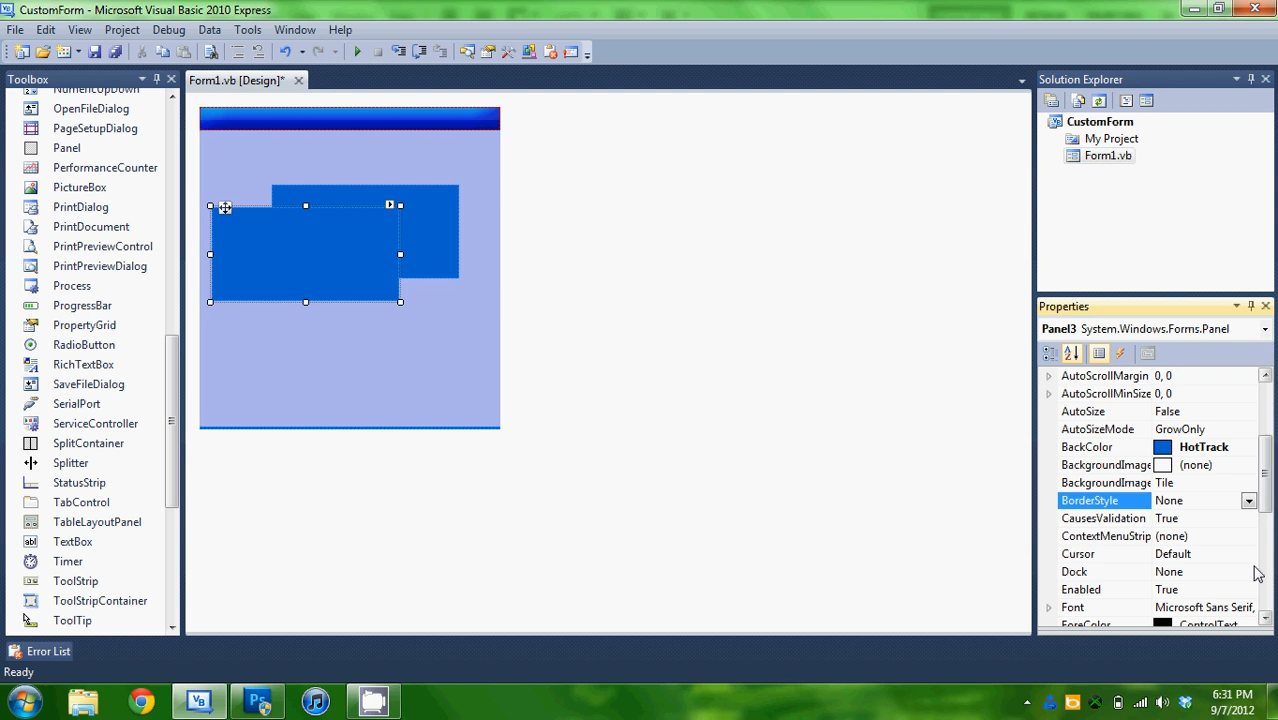 CustomForm - Microsoft Visual Basic 2010 Express
File Edit View Project Debug Data Tools Window Help
Toolbox
NumericUpDown
OpenFileDialog
PageSetupDialog
Panel
PerformanceCounter
PictureBox
PrintDialog
PrintDocument
PrintPreviewControl
PrintPreviewDialog
Process
ProgressBar
PropertyGrid
RadioButton
RichTextBox
SaveFileDialog
SerialPort
ServiceController
SplitContainer
Splitter
StatusStrip
TabControl
TableLayoutPanel
TextBox
Timer
ToolStrip
ToolStripContainer
ToolTip
Form1.vb [Design]*
Solution Explorer
CustomForm
My Project
Form1.vb
Properties
Panel3 System.Windows.Forms.Panel
AutoScrollMargin 0, 0
AutoScrollMinSize 0, 0
AutoSize False
AutoSizeMode GrowOnly
BackColor HotTrack
BackgroundImage (none)
BackgroundImage Tile
BorderStyle None
CausesValidation True
ContextMenuStrip (none)
Cursor Default
Dock None
Enabled True
Font Microsoft Sans Serif,
ForeColor ControlText
Error List
Ready
6:31 PM
9/7/2012